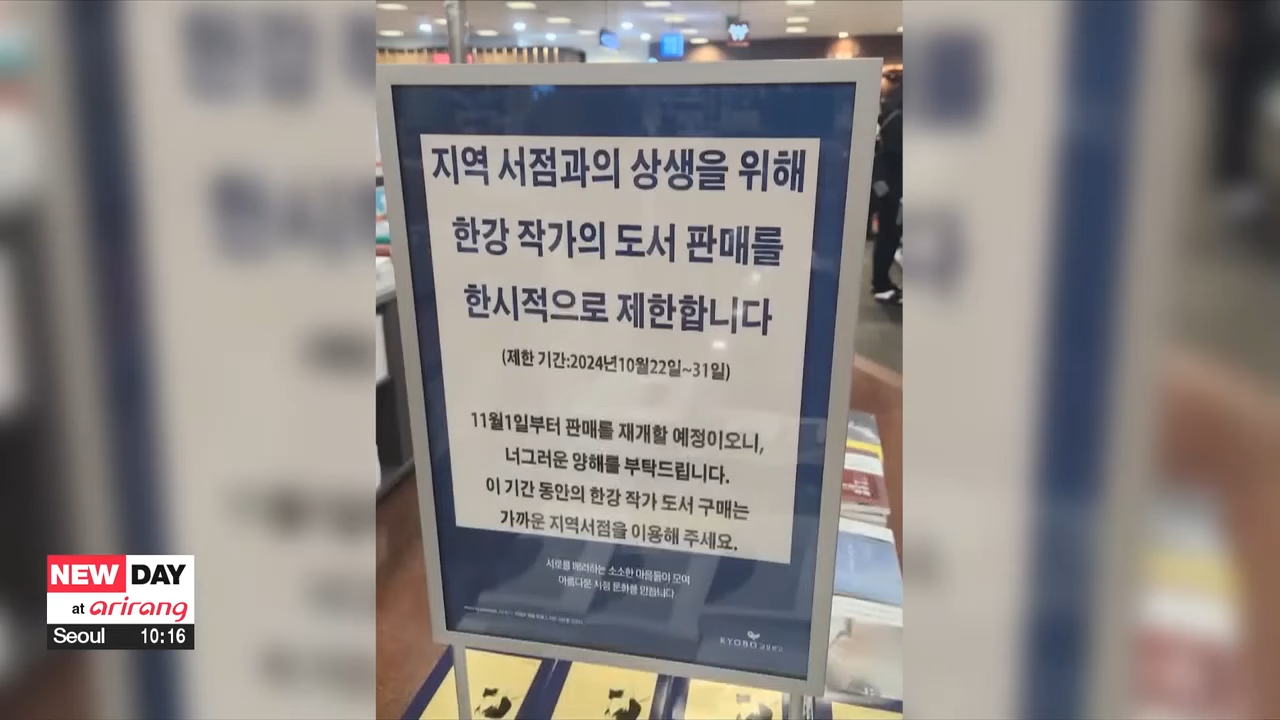 지역 서점과의 상생을 위해
한강 작가의 도서 판매를
한시적으로 제한합니다
(제한 기간:2024년10월22일~31일)
11월1일부터 판매를 재개할 예정이오니,
너그러운 양해를 부탁드립니다.
이 기간 동안의 한강 작가 도서 구매는
가까운 지역서점을 이용해 주세요.
서로를 배려하는 소소한 마음들이 모여
아름다운 서점 문화를 만듭니다
KYOBO 교보문고
NEW DAY
at arirang
Seoul 10:16